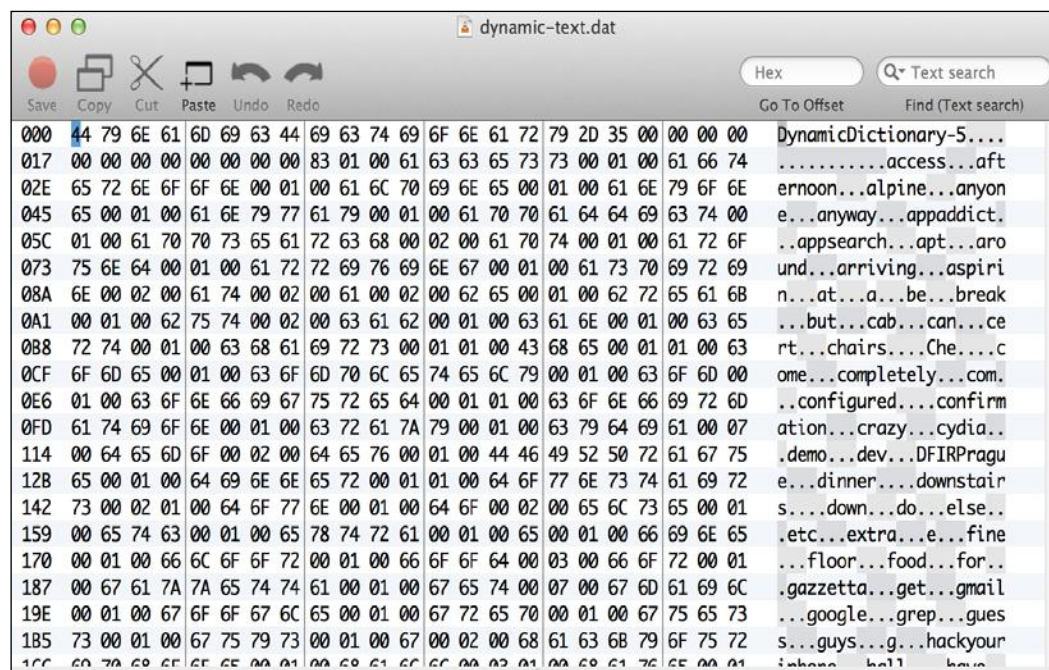 dynamic-text.dat
Hex
Text search
Save Copy Cut Paste Undo Redo
Go To Offset
Find (Text search)
000 44 79 6E 61 6D 69 63 44 69 63 74 69 6F 6E 61 72 79 2D 35 00 00 00 00 DynamicDictionary-5....
017 00 00 00 00 00 00 00 00 83 01 00 61 63 63 65 73 73 00 01 00 61 66 74 ...........access...aft
02E 65 72 6E 6F 6F 6E 00 01 00 61 6C 70 69 6E 65 00 01 00 61 6E 79 6F 6E ernoon...alpine...anyon
045 65 00 01 00 61 6E 79 77 61 79 00 01 00 61 70 70 61 64 64 69 63 74 00 e...anyway...appaddict.
05C 01 00 61 70 70 73 65 61 72 63 68 00 02 00 61 70 74 00 01 00 61 72 6F ..appsearch...apt...aro
073 75 6E 64 00 01 00 61 72 72 69 76 69 6E 67 00 01 00 61 73 70 69 72 69 und...arriving...aspiri
08A 6E 00 02 00 61 74 00 02 00 61 00 02 00 62 65 00 01 00 62 72 65 61 6B n...at...a...be...break
0A1 00 01 00 62 75 74 00 02 00 63 61 62 00 01 00 63 61 6E 00 01 00 63 65 ...but...cab...can...ce
0B8 72 74 00 01 00 63 68 61 69 72 73 00 01 01 00 43 68 65 00 01 01 00 63 rt...chairs....Che....c
0CF 6F 6D 65 00 01 00 63 6F 6D 70 6C 65 74 65 6C 79 00 01 00 63 6F 6D 00 ome...completely...com.
0E6 01 00 63 6F 6E 66 69 67 75 72 65 64 00 01 01 00 63 6F 6E 66 69 72 6D ..configured....confirm
0FD 61 74 69 6F 6E 00 01 00 63 72 61 7A 79 00 01 00 63 79 64 69 61 00 07 ation...crazy...cydia..
114 00 64 65 6D 6F 00 02 00 64 65 76 00 01 00 44 46 49 52 50 72 61 67 75 .demo...dev...DFIRPragu
12B 65 00 01 00 64 69 6E 6E 65 72 00 01 01 00 64 6F 77 6E 73 74 61 69 72 e...dinner....downstair
142 73 00 02 01 00 64 6F 77 6E 00 01 00 64 6F 00 02 00 65 6C 73 65 00 01 s....down...do...else..
159 00 65 74 63 00 01 00 65 78 74 72 61 00 01 00 65 00 01 00 66 69 6E 65 .etc...extra...e...fine
170 00 01 00 66 6C 6F 6F 72 00 01 00 66 6F 6F 64 00 03 00 66 6F 72 00 01 ...floor...food...for..
187 00 67 61 7A 7A 65 74 74 61 00 01 00 67 65 74 00 07 00 67 6D 61 69 6C .gazzetta...get...gmail
19E 00 01 00 67 6F 6F 67 6C 65 00 01 00 67 72 65 70 00 01 00 67 75 65 73 ...google...grep...gues
1B5 73 00 01 00 67 75 79 73 00 01 00 67 00 02 00 68 61 63 6B 79 6F 75 72 s...guys...g...hackyour